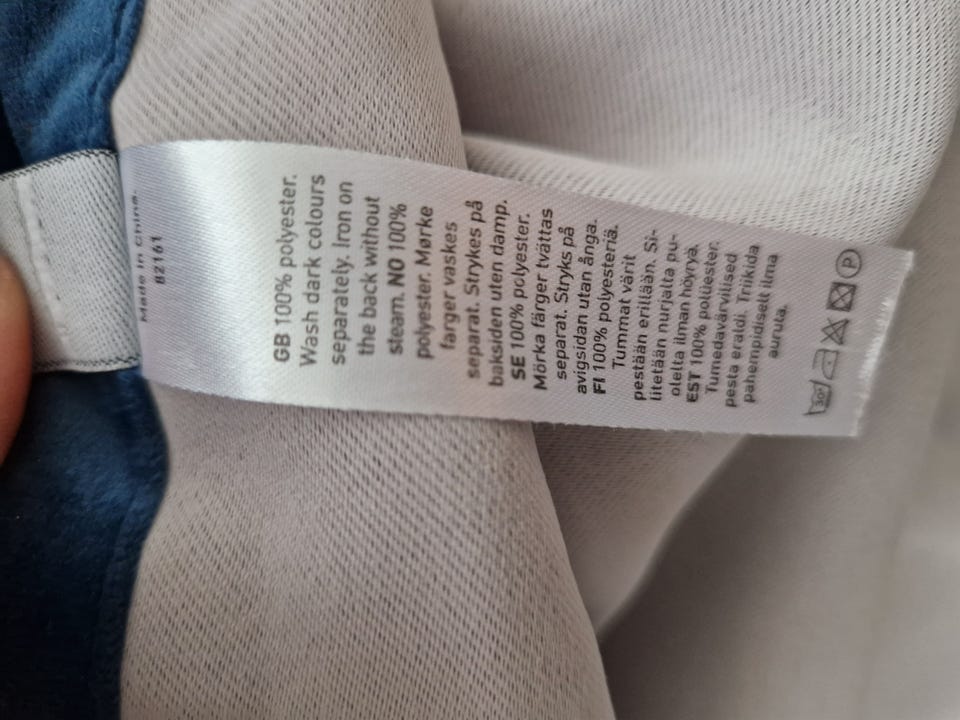 Made in China.
82161
GB 100% polyester.
Wash dark colours
separately. Iron on
the back without
steam. NO 100%
polyester. Mørke
farger vaskes
separat. Strykes på
baksiden uten damp.
SE 100% polyester.
Mörka färger tvättas
separat. Stryks på
avigsidan utan ånga.
FI 100% polyesteriä.
Tummat värit
pestään erillään. Si-
litetään nurjalta pu-
olelta ilman höyryä.
EST 100% polüester.
Tumedavärvilised
pesta eraldi. Triikida
pahempidiselt ilma
auruta.
30° P